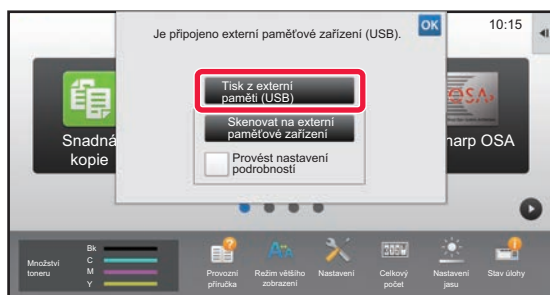 Je připojeno externí paměťové zařízení (USB).
OK
10:15
Tisk z externí
paměti (USB)
Skenovat na externí
paměťové zařízení
Provést nastavení
podrobností
Snadná
kopie
OSA
harp OSA
Množství
toneru
Bk
C
M
Y
Provozní
příručka
Režim většího
zobrazení
Nastavení
Celkový
počet
Nastavení
jasu
Stav úlohy